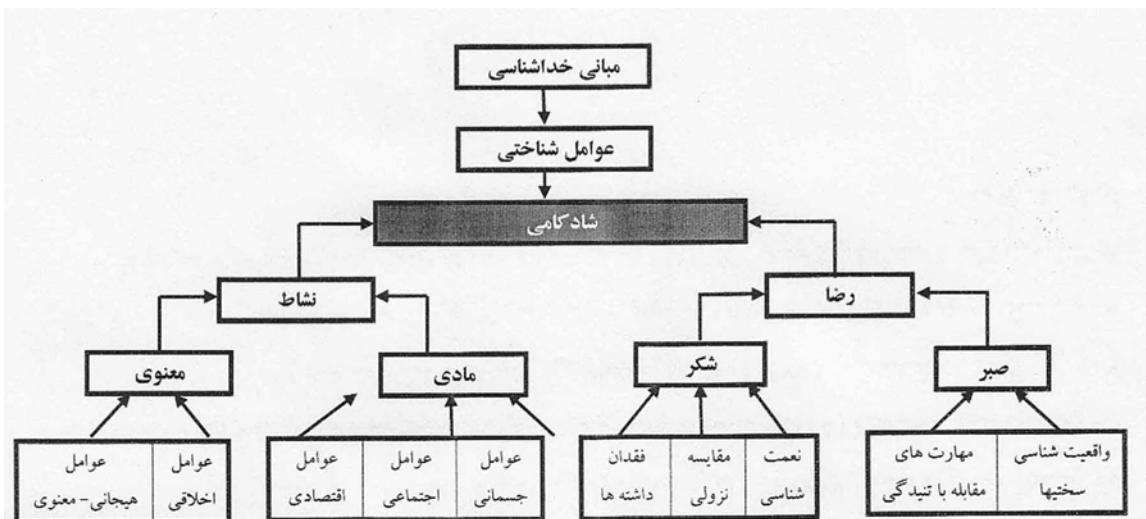 مبانی خداشناسی
عوامل شناختی
شادکامی
رضا
نشاط
صبر
شکر
مادی
معنوی
واقعیت شناسی
سختیها
مهارت های
مقابله با تنیدگی
نعمت
شناسی
مقایسه
نزولی
فقدان
داشته ها
عوامل
جسمانی
عوامل
اجتماعی
عوامل
اقتصادی
عوامل
اخلاقی
عوامل
هیجانی- معنوی